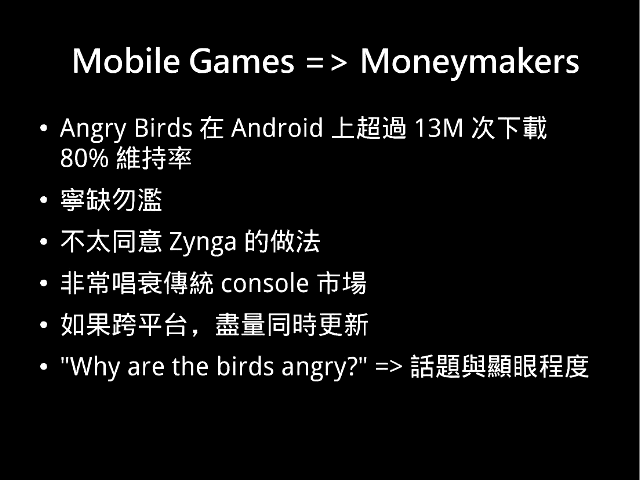 Mobile Games => Moneymakers
• Angry Birds 在 Android 上超過 13M 次下載
80% 維持率
• 寧缺勿濫
• 不太同意 Zynga 的做法
• 非常唱衰傳統 console 市場
• 如果跨平台，盡量同時更新
• "Why are the birds angry?" => 話題與顯眼程度